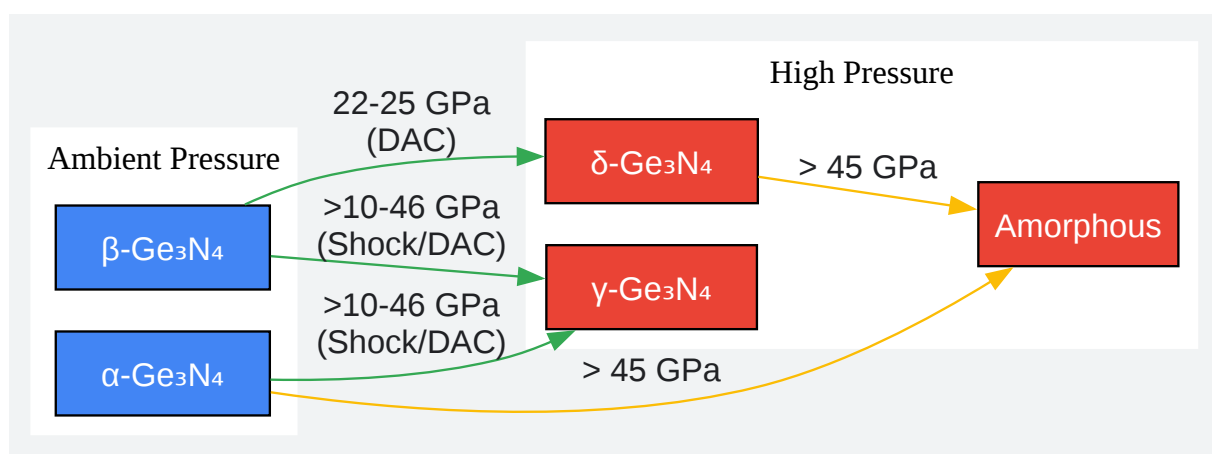 High Pressure
22-25 GPa
(DAC)
Ambient Pressure
δ-Ge₃N₄
> 45 GPa
β-Ge₃N₄
>10-46 GPa
(Shock/DAC)
Amorphous
γ-Ge₃N₄
>10-46 GPa
(Shock/DAC)
α-Ge₃N₄
> 45 GPa